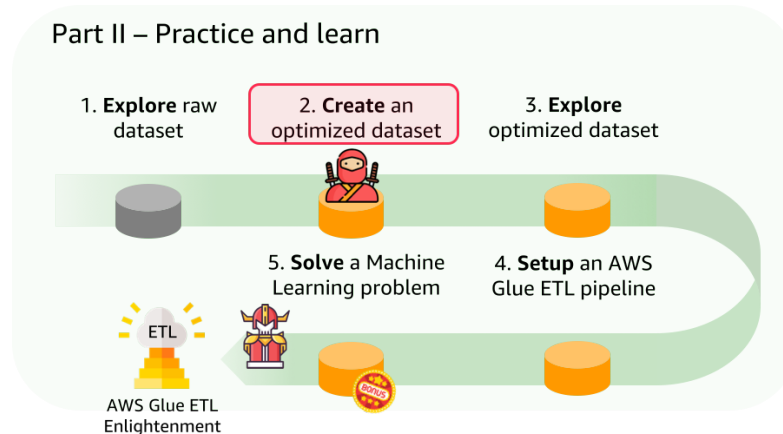 Part II – Practice and learn
1. Explore raw
dataset
2. Create an
optimized dataset
3. Explore
optimized dataset
5. Solve a Machine
Learning problem
4. Setup an AWS
Glue ETL pipeline
ETL
BONUS
AWS Glue ETL
Enlightenment